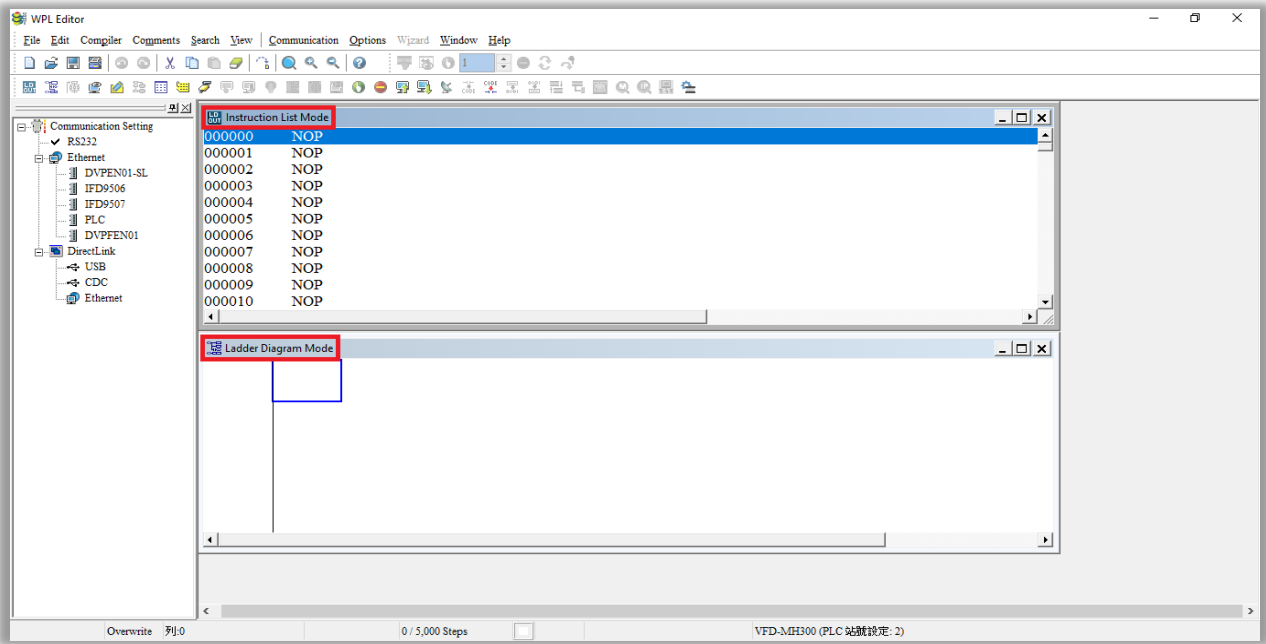 WPL Editor
File Edit Compiler Comments Search View Communication Options Wizard Window Help
1
Communication Setting
RS232
Ethernet
DVPEN01-SL
IFD9506
IFD9507
PLC
DVPFEN01
DirectLink
USB
CDC
Ethernet
Instruction List Mode
000000 NOP
000001 NOP
000002 NOP
000003 NOP
000004 NOP
000005 NOP
000006 NOP
000007 NOP
000008 NOP
000009 NOP
000010 NOP
Ladder Diagram Mode
Overwrite 列:0 0 / 5,000 Steps VFD-MH300 (PLC 站號設定: 2)